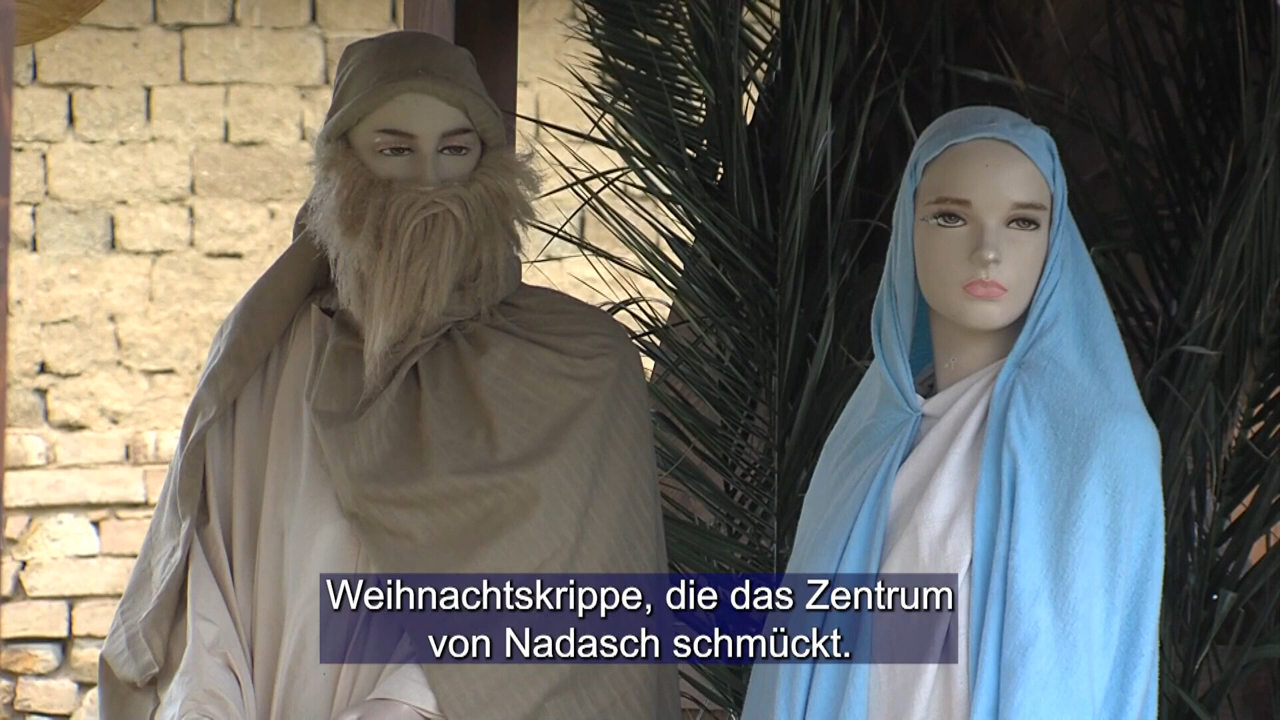 Weihnachtskrippe, die das Zentrum
von Nadasch schmückt.